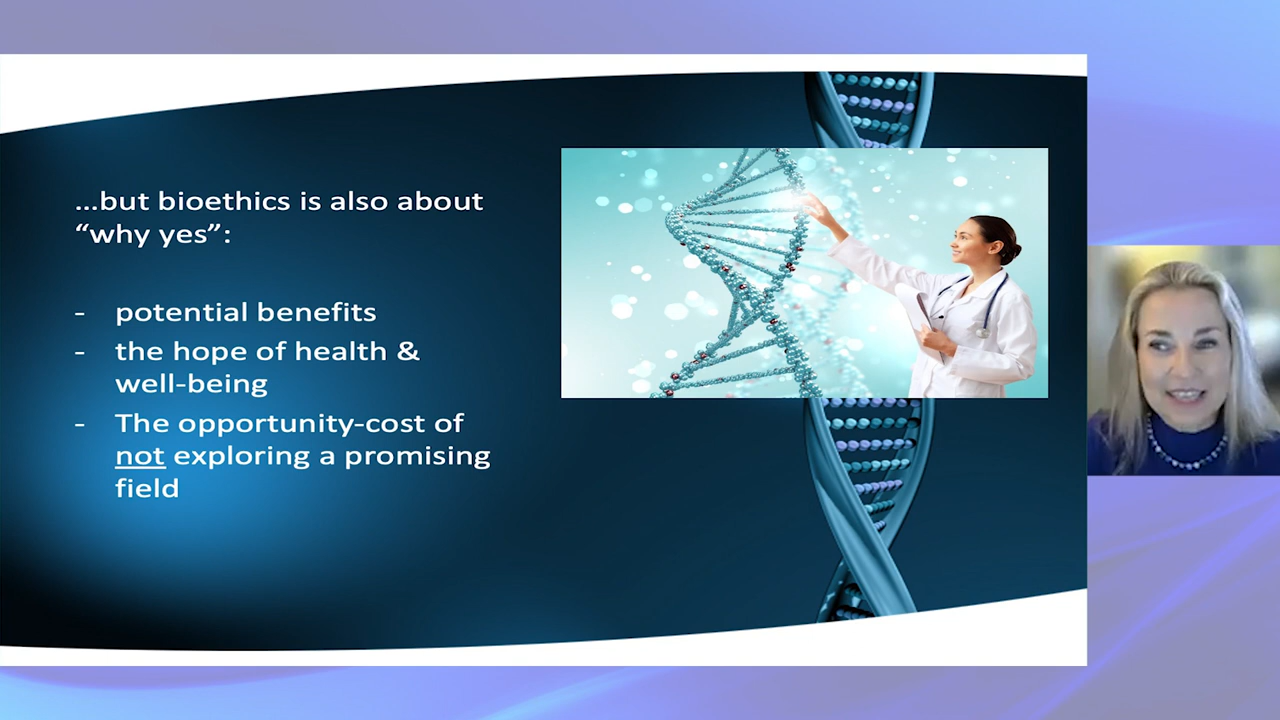 ...but bioethics is also about
“why yes”:
- potential benefits
- the hope of health &
well-being
- The opportunity-cost of
not exploring a promising
field